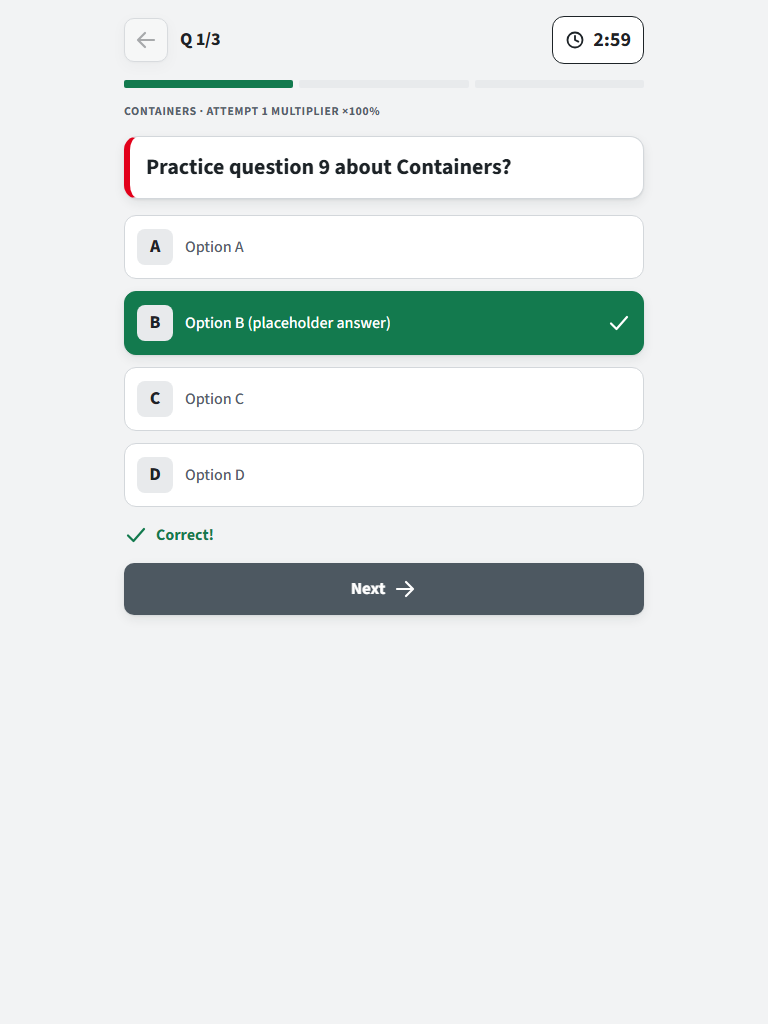 Q 1/3
2:59
CONTAINERS · ATTEMPT 1 MULTIPLIER ×100%
Practice question 9 about Containers?
A Option A
B Option B (placeholder answer)
C Option C
D Option D
Correct!
Next